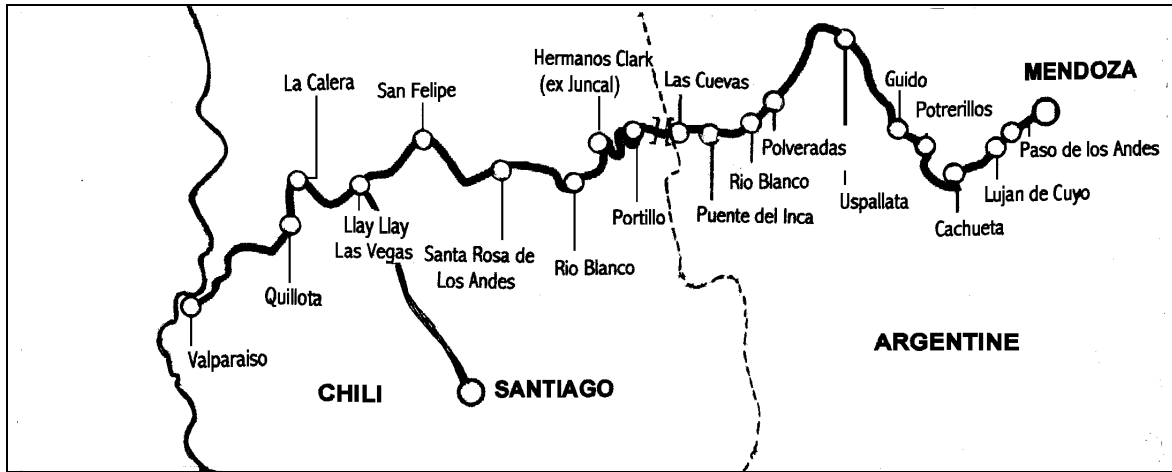 La Calera
San Felipe
Hermanos Clark
(ex Juncal)
Las Cuevas
Guido
Potrerillos
MENDOZA
Polveradas
Paso de los Andes
Rio Blanco
Lujan de Cuyo
Uspallata
Puente del Inca
Portillo
Cachueta
Llay Llay
Las Vegas
Santa Rosa de
Los Andes
Rio Blanco
Quillota
Valparaiso
CHILI
SANTIAGO
ARGENTINE